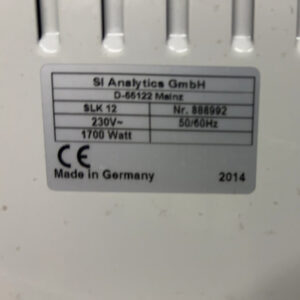 SI Analytics GmbH
D-55122 Mainz
SLK 12 Nr. 886992
230V~ 50/60Hz
1700 Watt
CE
Made in Germany 2014